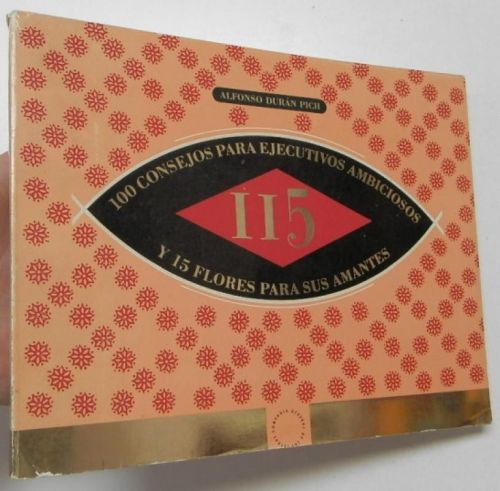 ALFONSO DURÁN PICH
100 CONSEJOS PARA EJECUTIVOS AMBICIOSOS
115
Y 15 FLORES PARA SUS AMANTES